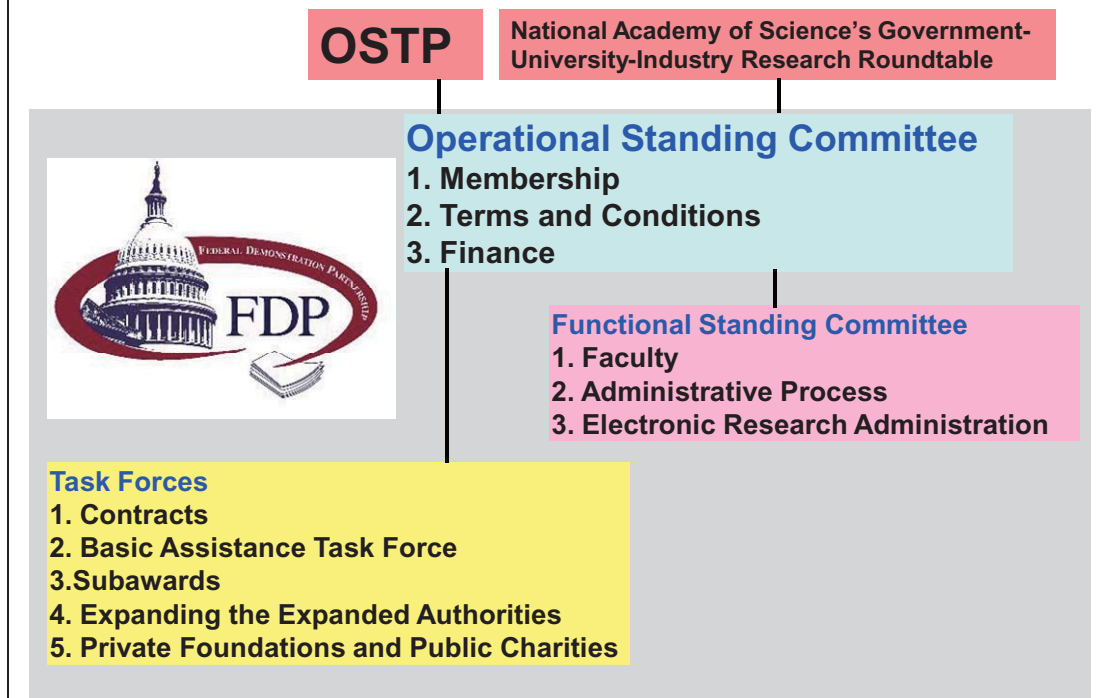 OSTP
National Academy of Science's Government-
University-Industry Research Roundtable
Operational Standing Committee
1. Membership
2. Terms and Conditions
3. Finance
FEDERAL DEMONSTRATION PARTNERSHIP
FDP
Functional Standing Committee
1. Faculty
2. Administrative Process
3. Electronic Research Administration
Task Forces
1. Contracts
2. Basic Assistance Task Force
3.Subawards
4. Expanding the Expanded Authorities
5. Private Foundations and Public Charities